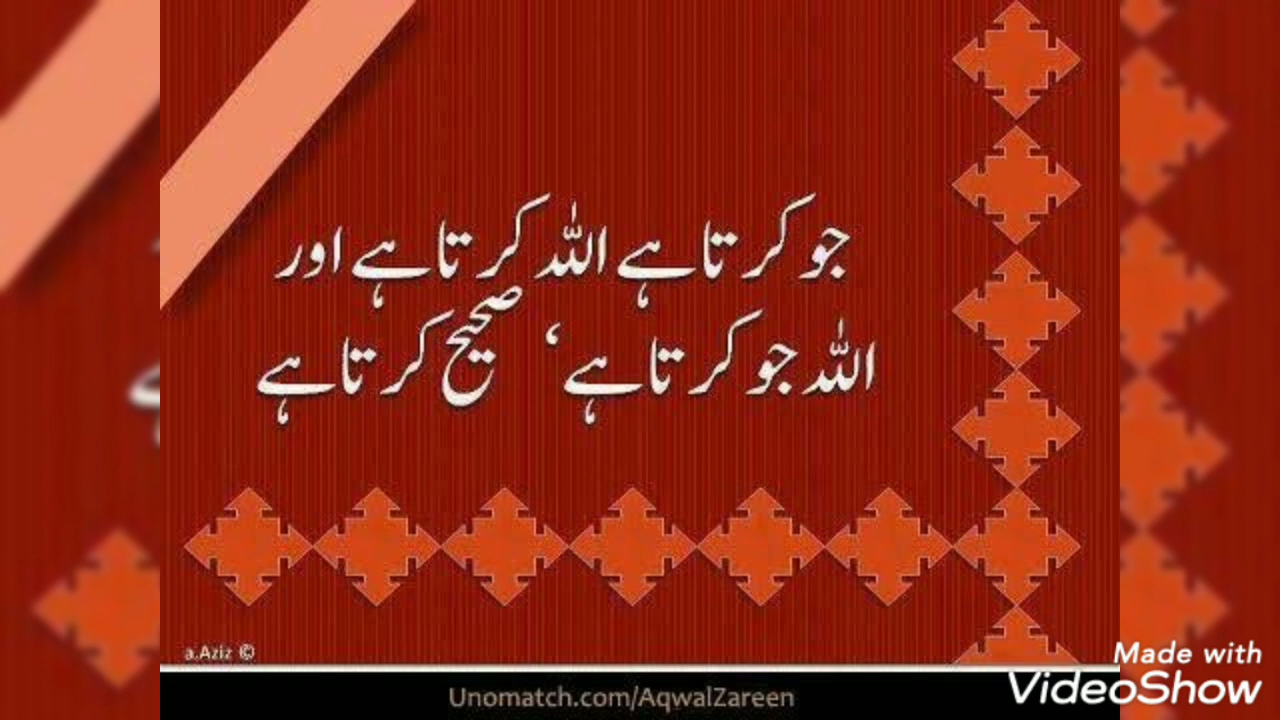 جو کرتا ہے اللہ کرتا ہے اور
اللہ جو کرتا ہے‘ صحیح کرتا ہے
a.Aziz ©
Unomatch.com/AqwalZareen
Made with
VideoShow